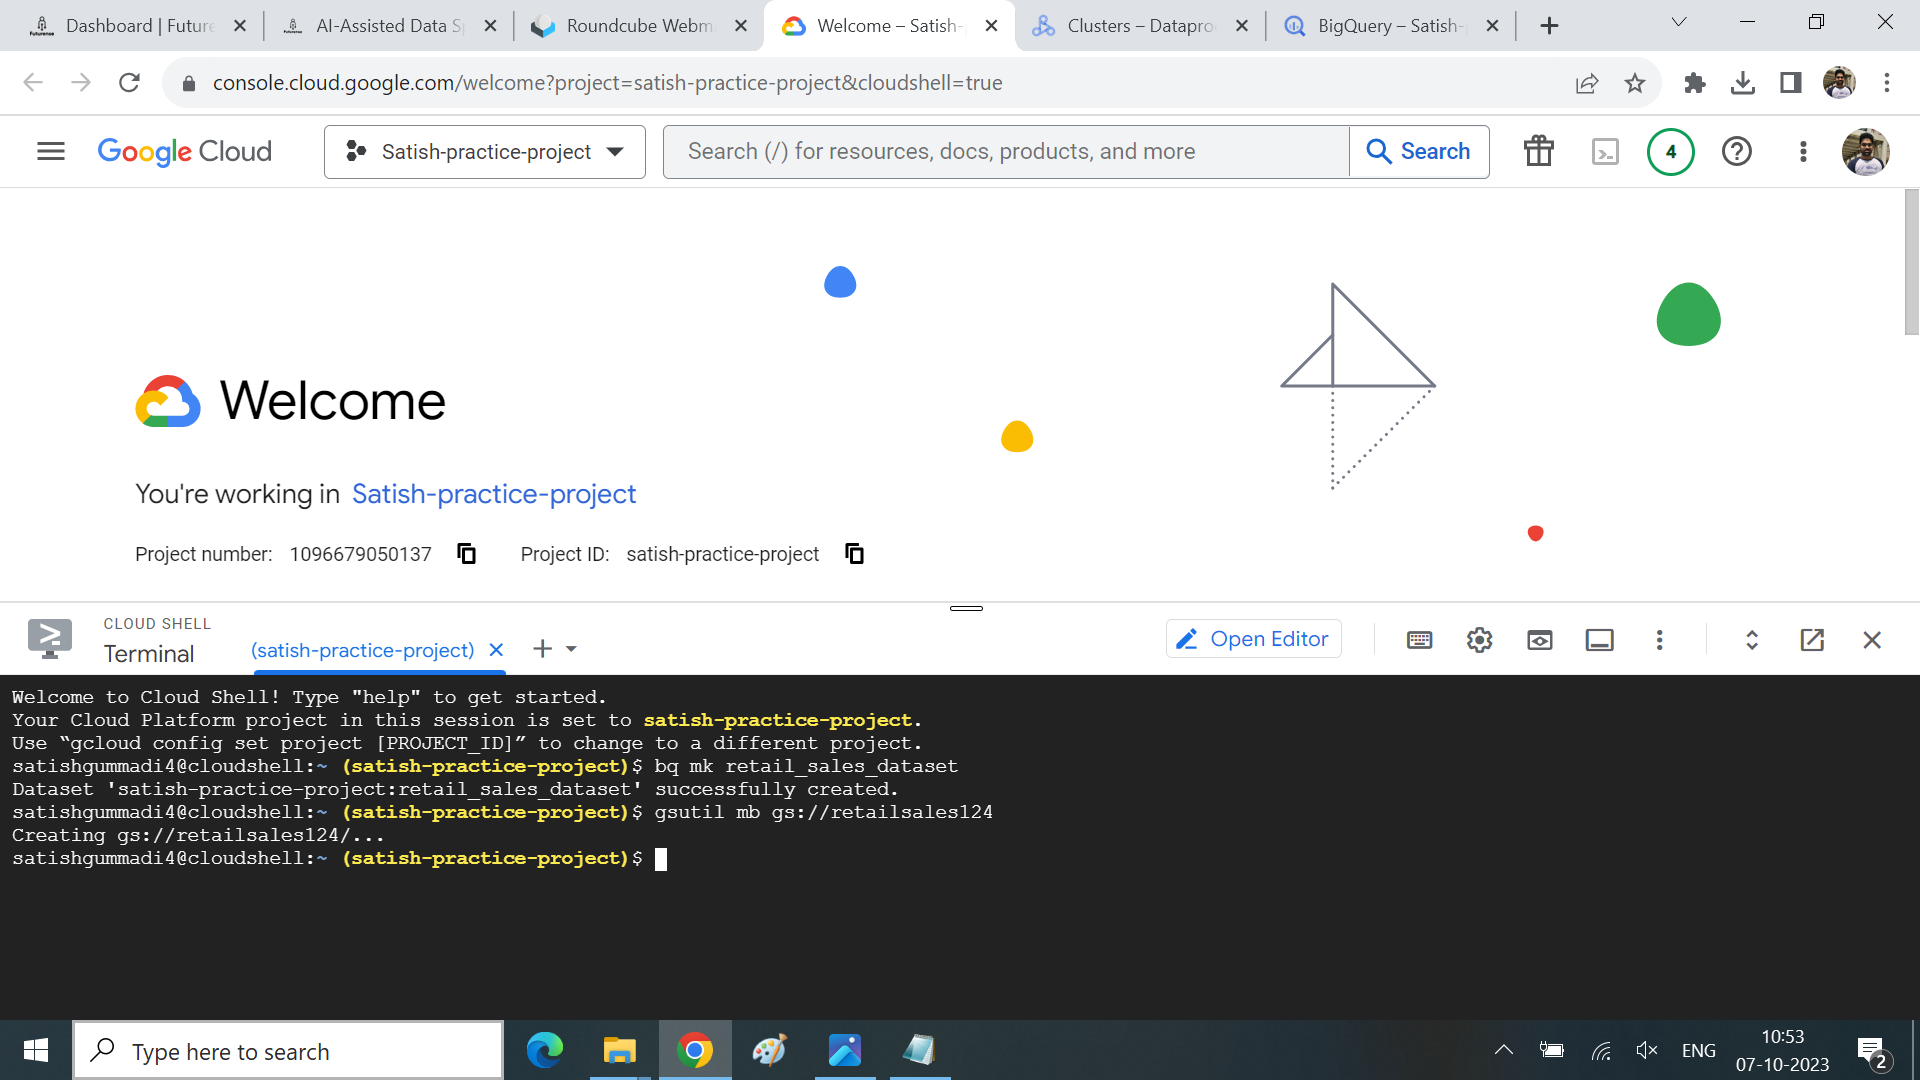 Dashboard | Future
AI-Assisted Data Sp
Roundcube Webma
Welcome – Satish-
Clusters – Dataproc
BigQuery – Satish-
console.cloud.google.com/welcome?project=satish-practice-project&cloudshell=true
Google Cloud
Satish-practice-project
Search (/) for resources, docs, products, and more
Search
4
Welcome
You're working in Satish-practice-project
Project number: 1096679050137 Project ID: satish-practice-project
CLOUD SHELL
Terminal
(satish-practice-project)
Open Editor
Welcome to Cloud Shell! Type "help" to get started.
Your Cloud Platform project in this session is set to satish-practice-project.
Use “gcloud config set project [PROJECT_ID]” to change to a different project.
satishgummadi4@cloudshell:~ (satish-practice-project)$ bq mk retail_sales_dataset
Dataset 'satish-practice-project:retail_sales_dataset' successfully created.
satishgummadi4@cloudshell:~ (satish-practice-project)$ gsutil mb gs://retailsales124
Creating gs://retailsales124/...
satishgummadi4@cloudshell:~ (satish-practice-project)$
Type here to search
ENG
10:53
07-10-2023
2